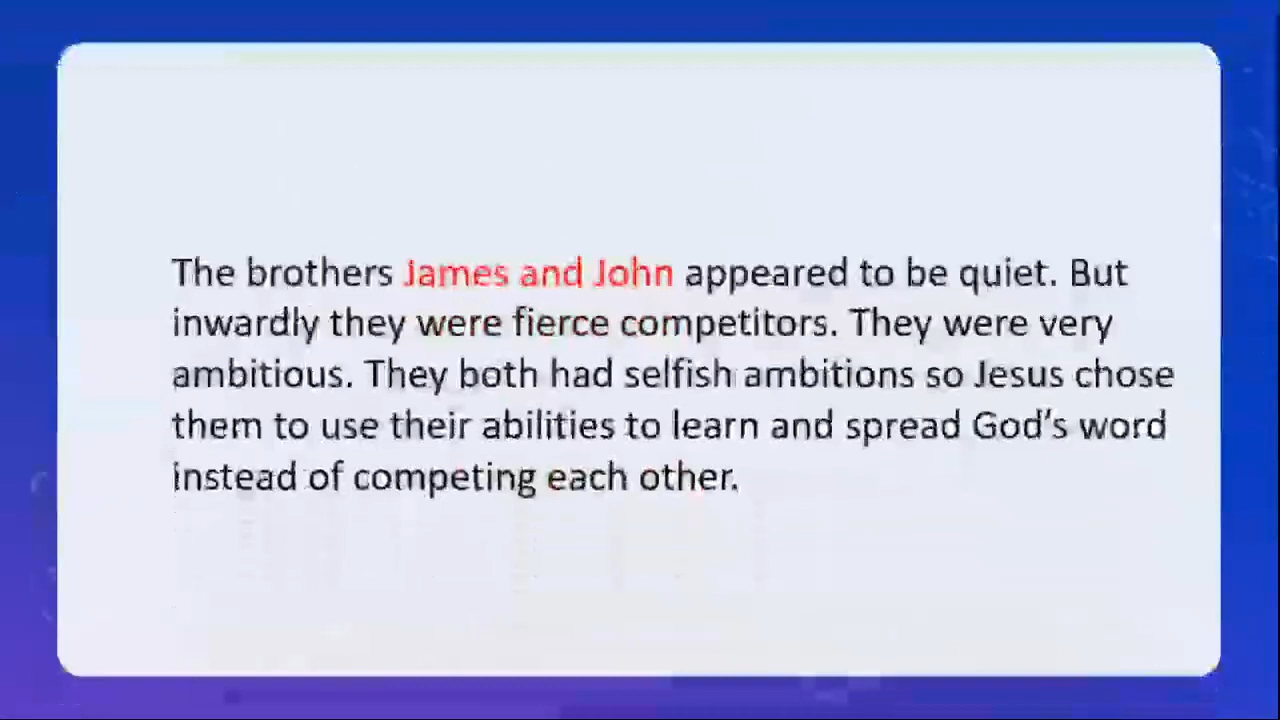 The brothers James and John appeared to be quiet. But
inwardly they were fierce competitors. They were very
ambitious. They both had selfish ambitions so Jesus chose
them to use their abilities to learn and spread God's word
instead of competing each other.